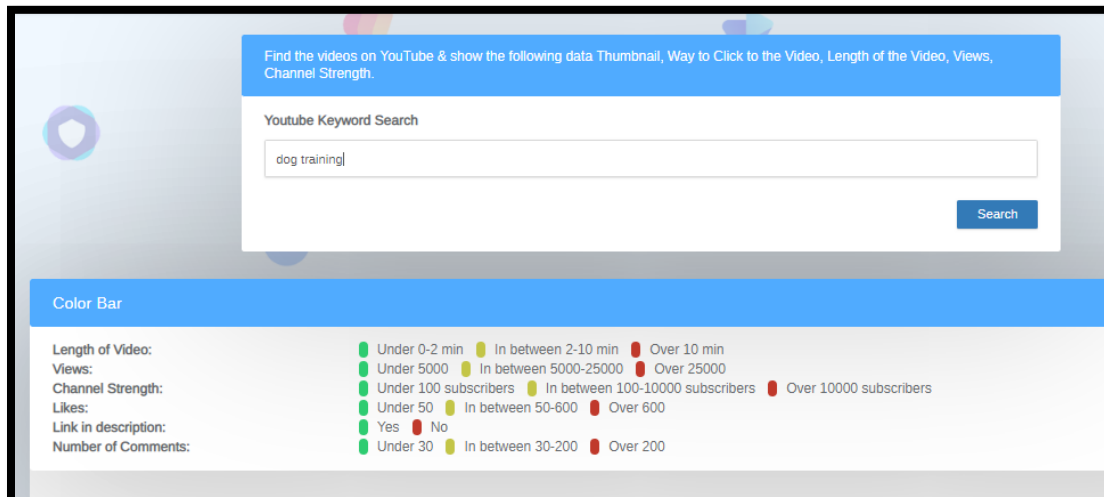 Find the videos on YouTube & show the following data Thumbnail, Way to Click to the Video, Length of the Video, Views,
Channel Strength.
Youtube Keyword Search
dog training
Search
Color Bar
Length of Video: Under 0-2 min In between 2-10 min Over 10 min
Views: Under 5000 In between 5000-25000 Over 25000
Channel Strength: Under 100 subscribers In between 100-10000 subscribers Over 10000 subscribers
Likes: Under 50 In between 50-600 Over 600
Link in description: Yes No
Number of Comments: Under 30 In between 30-200 Over 200